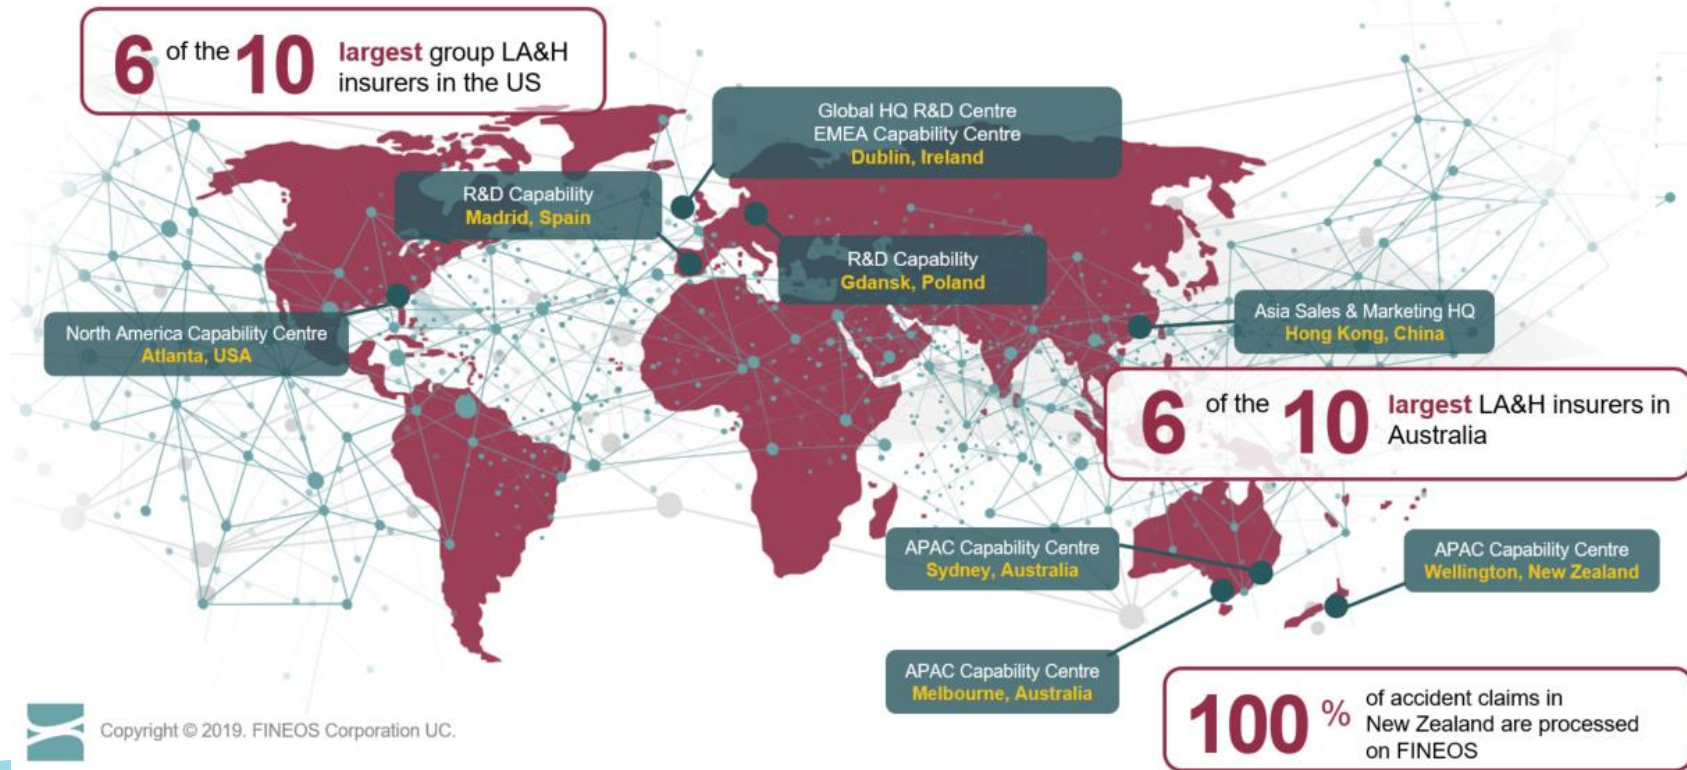 6 of the 10 largest group LA&H
insurers in the US
Global HQ R&D Centre
EMEA Capability Centre
Dublin, Ireland
R&D Capability
Madrid, Spain
R&D Capability
Gdansk, Poland
North America Capability Centre
Atlanta, USA
Asia Sales & Marketing HQ
Hong Kong, China
6 of the 10 largest LA&H insurers in
Australia
APAC Capability Centre
Sydney, Australia
APAC Capability Centre
Wellington, New Zealand
APAC Capability Centre
Melbourne, Australia
100 % of accident claims in
New Zealand are processed
on FINEOS
Copyright © 2019. FINEOS Corporation UC.